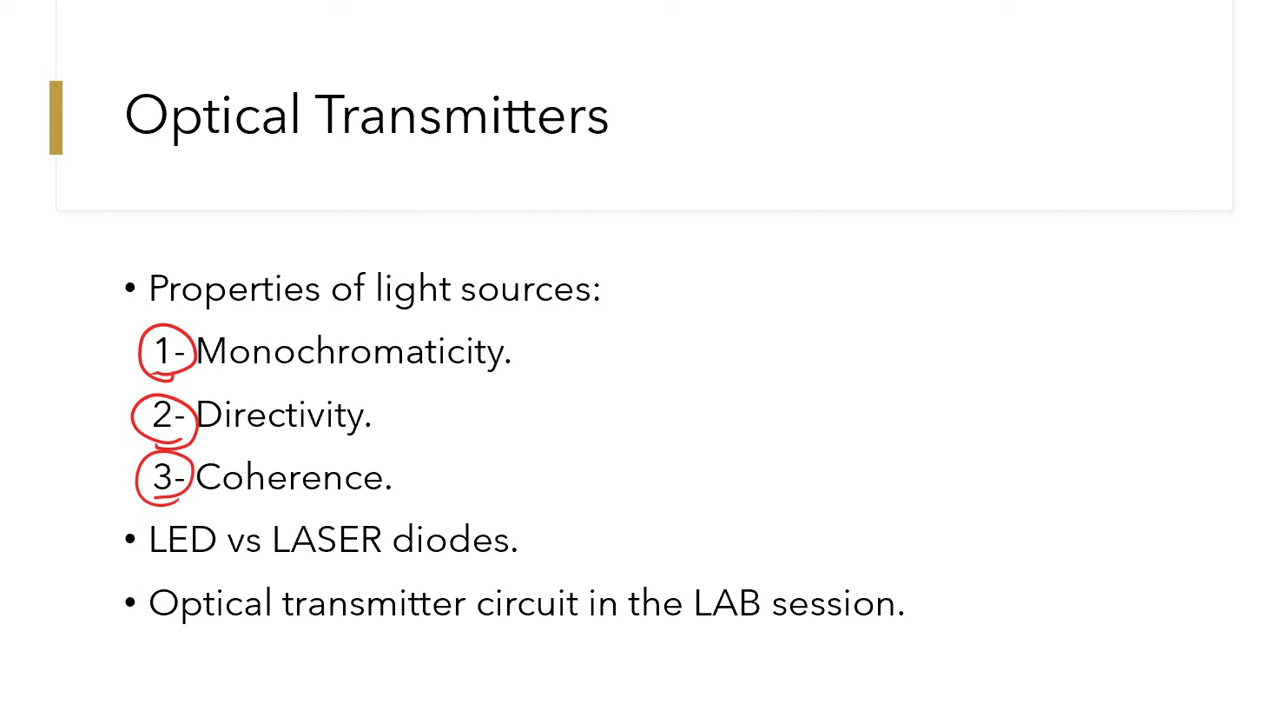 Optical Transmitters
• Properties of light sources:
1- Monochromaticity.
2- Directivity.
3- Coherence.
• LED vs LASER diodes.
• Optical transmitter circuit in the LAB session.